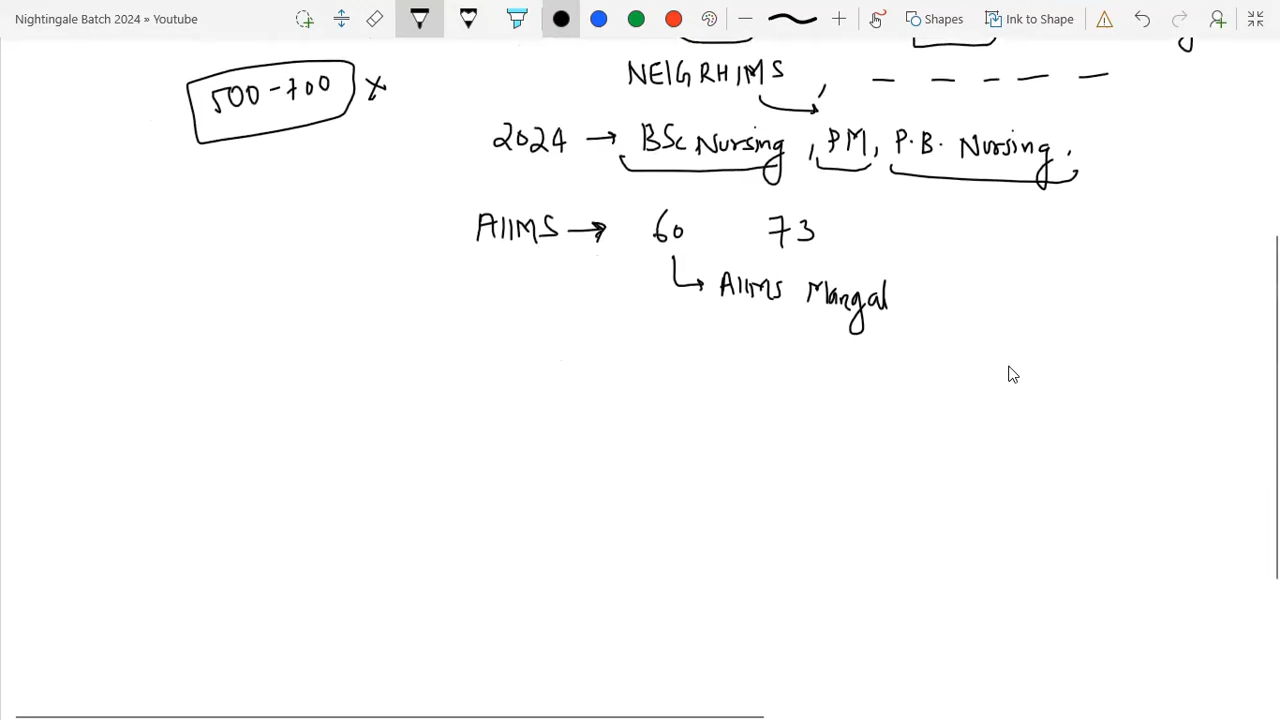 Nightingale Batch 2024 » Youtube
Shapes
Ink to Shape
500-700 x
NEIGRHIMS, — — — — —
2024 → BSc Nursing, PM, P.B. Nursing.
AIIMS → 60 73
↳ AIIMS Mangal